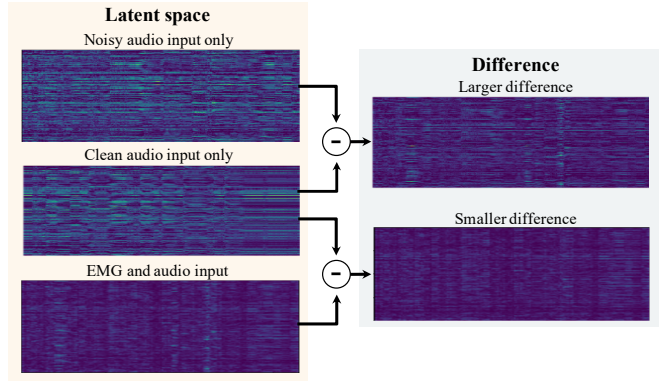 Latent space
Noisy audio input only
Clean audio input only
EMG and audio input
-
-
Difference
Larger difference
Smaller difference